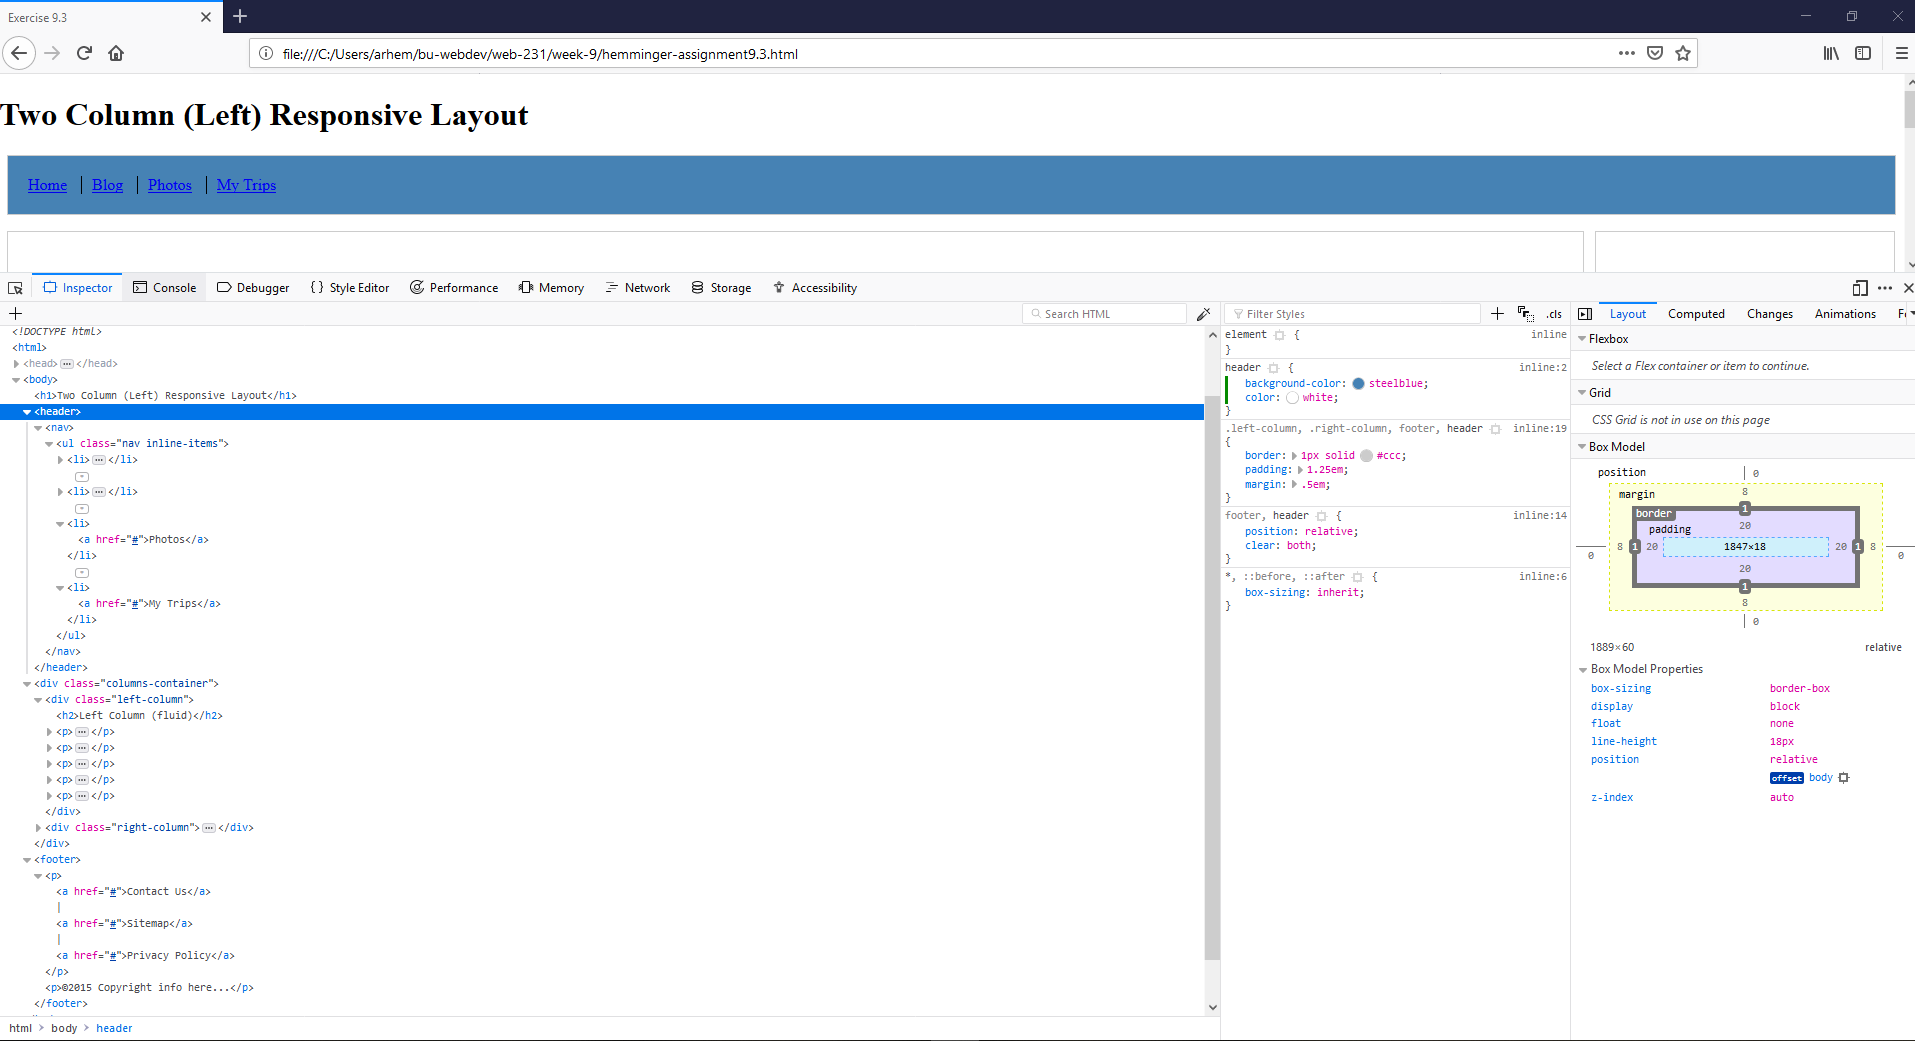 Exercise 9.3
file:///C:/Users/arhem/bu-webdev/web-231/week-9/hemminger-assignment9.3.html
Two Column (Left) Responsive Layout
Home Blog Photos My Trips
Inspector Console Debugger {} Style Editor Performance Memory Network Storage Accessibility
Search HTML
<!DOCTYPE html>
<html>
<head> ••• </head>
<body>
<h1>Two Column (Left) Responsive Layout</h1>
<header>
<nav>
<ul class="nav inline-items">
<li> ••• </li>
<li> ••• </li>
<li>
<a href="#">Photos</a>
</li>
<li>
<a href="#">My Trips</a>
</li>
</ul>
</nav>
</header>
<div class="columns-container">
<div class="left-column">
<h2>Left Column (fluid)</h2>
<p> ••• </p>
<p> ••• </p>
<p> ••• </p>
<p> ••• </p>
<p> ••• </p>
</div>
<div class="right-column"> ••• </div>
</div>
<footer>
<p>
<a href="#">Contact Us</a>
|
<a href="#">Sitemap</a>
|
<a href="#">Privacy Policy</a>
</p>
<p>©2015 Copyright info here...</p>
</footer>
html > body > header
Filter Styles .cls
element { inline
}
header { inline:2
background-color: steelblue;
color: white;
}
.left-column, .right-column, footer, header inline:19
{
border: 1px solid #ccc;
padding: 1.25em;
margin: .5em;
}
footer, header { inline:14
position: relative;
clear: both;
}
*, ::before, ::after { inline:6
box-sizing: inherit;
}
Layout Computed Changes Animations
Flexbox
Select a Flex container or item to continue.
Grid
CSS Grid is not in use on this page
Box Model
position 0
margin 8
border 1
padding 20
0 8 1 20 1847×18 20 1 8 0
20
1
8
0
1889×60 relative
Box Model Properties
box-sizing border-box
display block
float none
line-height 18px
position relative
offset body
z-index auto